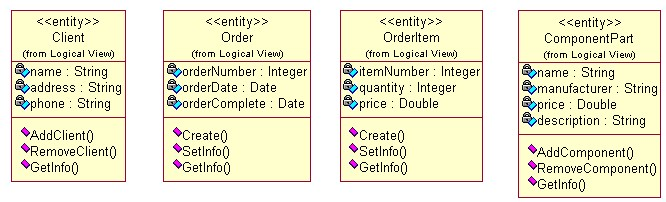 <<entity>>
Client
(from Logical View)
name : String
address : String
phone : String
AddClient()
RemoveClient()
GetInfo()
<<entity>>
Order
(from Logical View)
orderNumber : Integer
orderDate : Date
orderComplete : Date
Create()
SetInfo()
GetInfo()
<<entity>>
OrderItem
(from Logical View)
itemNumber : Integer
quantity : Integer
price : Double
Create()
SetInfo()
GetInfo()
<<entity>>
ComponentPart
(from Logical View)
name : String
manufacturer : String
price : Double
description : String
AddComponent()
RemoveComponent()
GetInfo()